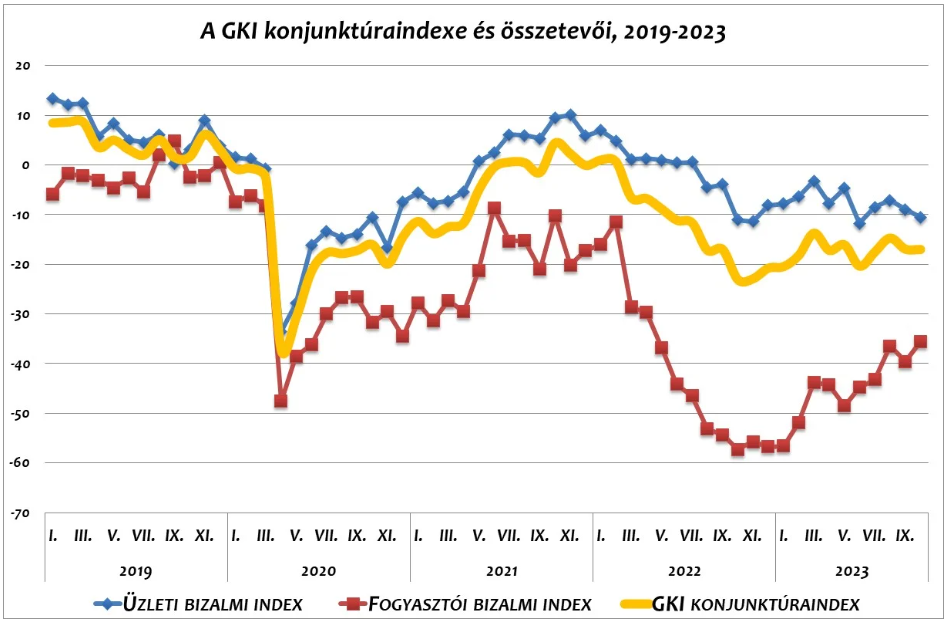 A GKI konjunktúraindexe és összetevői, 2019-2023
20
10
0
-10
-20
-30
-40
-50
-60
-70
I. III. V. VII. IX. XI. I. III. V. VII. IX. XI. I. III. V. VII. IX. XI. I. III. V. VII. IX. XI. I. III. V. VII. IX.
2019 2020 2021 2022 2023
ÜZLETI BIZALMI INDEX FOGYASZTÓI BIZALMI INDEX GKI KONJUNKTÚRAINDEX